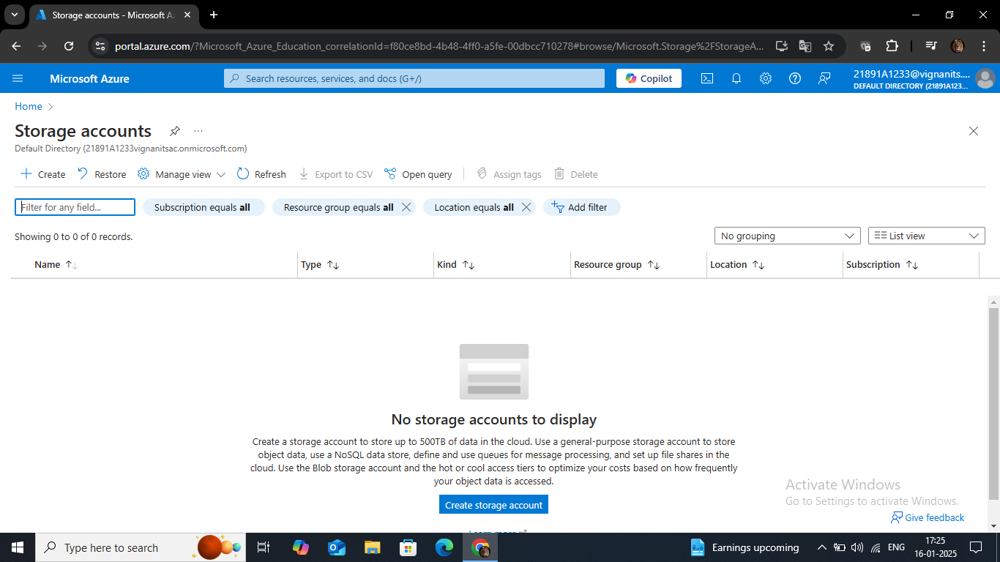 Storage accounts - Microsoft Az
portal.azure.com/?Microsoft_Azure_Education_correlationId=f80ce8bd-4b48-4ff0-a5fe-00dbcc710278#browse/Microsoft.Storage%2FStorageA...
Microsoft Azure
Search resources, services, and docs (G+/)
Copilot
21891A1233@vignanits....
DEFAULT DIRECTORY (21891A123...
Home
Storage accounts
Default Directory (21891A1233vignanitsac.onmicrosoft.com)
Create Restore Manage view Refresh Export to CSV Open query Assign tags Delete
Filter for any field... Subscription equals all Resource group equals all Location equals all Add filter
Showing 0 to 0 of 0 records.
No grouping
List view
Name Type Kind Resource group Location Subscription
No storage accounts to display
Create a storage account to store up to 500TB of data in the cloud. Use a general-purpose storage account to store
object data, use a NoSQL data store, define and use queues for message processing, and set up file shares in the
cloud. Use the Blob storage account and the hot or cool access tiers to optimize your costs based on how frequently
your object data is accessed.
Create storage account
Learn more
Activate Windows
Go to Settings to activate Windows.
Give feedback
Type here to search
Earnings upcoming
ENG
17:25
16-01-2025